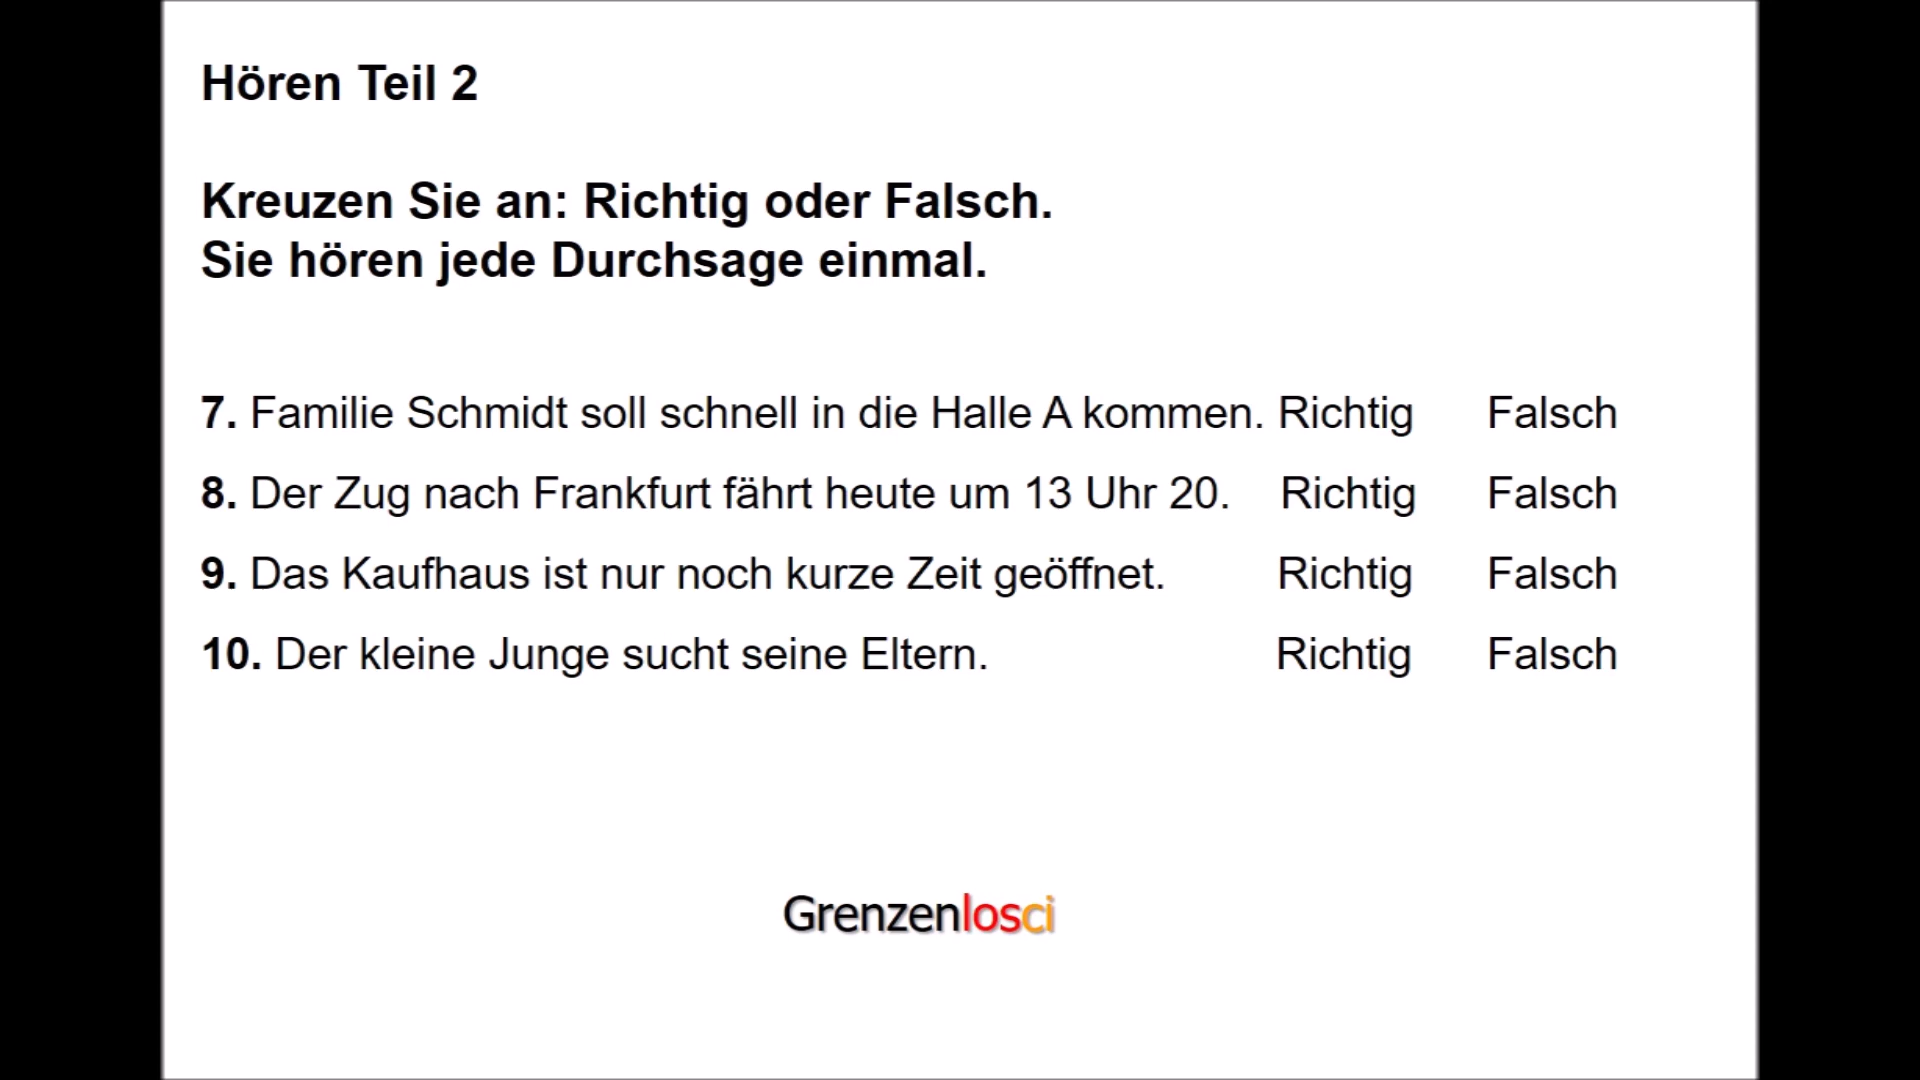 Hören Teil 2
Kreuzen Sie an: Richtig oder Falsch.
Sie hören jede Durchsage einmal.
7. Familie Schmidt soll schnell in die Halle A kommen. Richtig Falsch
8. Der Zug nach Frankfurt fährt heute um 13 Uhr 20. Richtig Falsch
9. Das Kaufhaus ist nur noch kurze Zeit geöffnet. Richtig Falsch
10. Der kleine Junge sucht seine Eltern. Richtig Falsch
Grenzenlosci